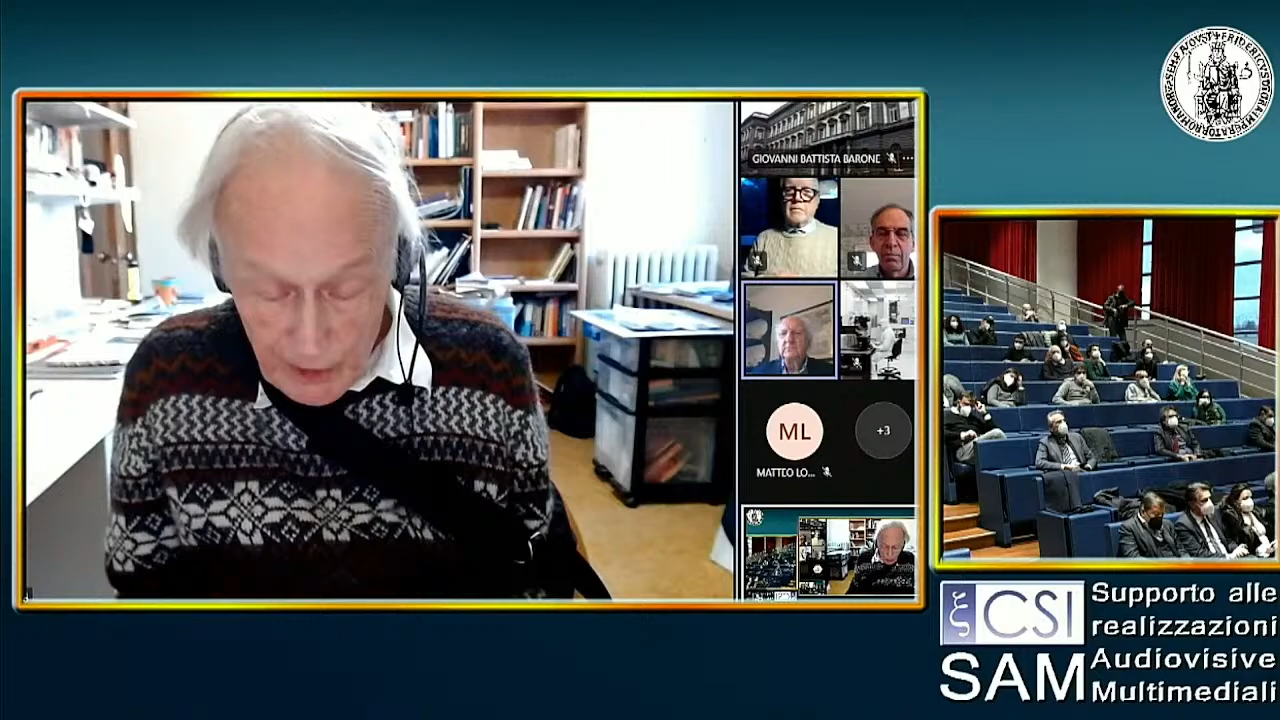 GIOVANNI BATTISTA BARONE
ML
+3
MATTEO LO...
CSI
SAM
Supporto alle
realizzazioni
Audiovisive
Multimediali